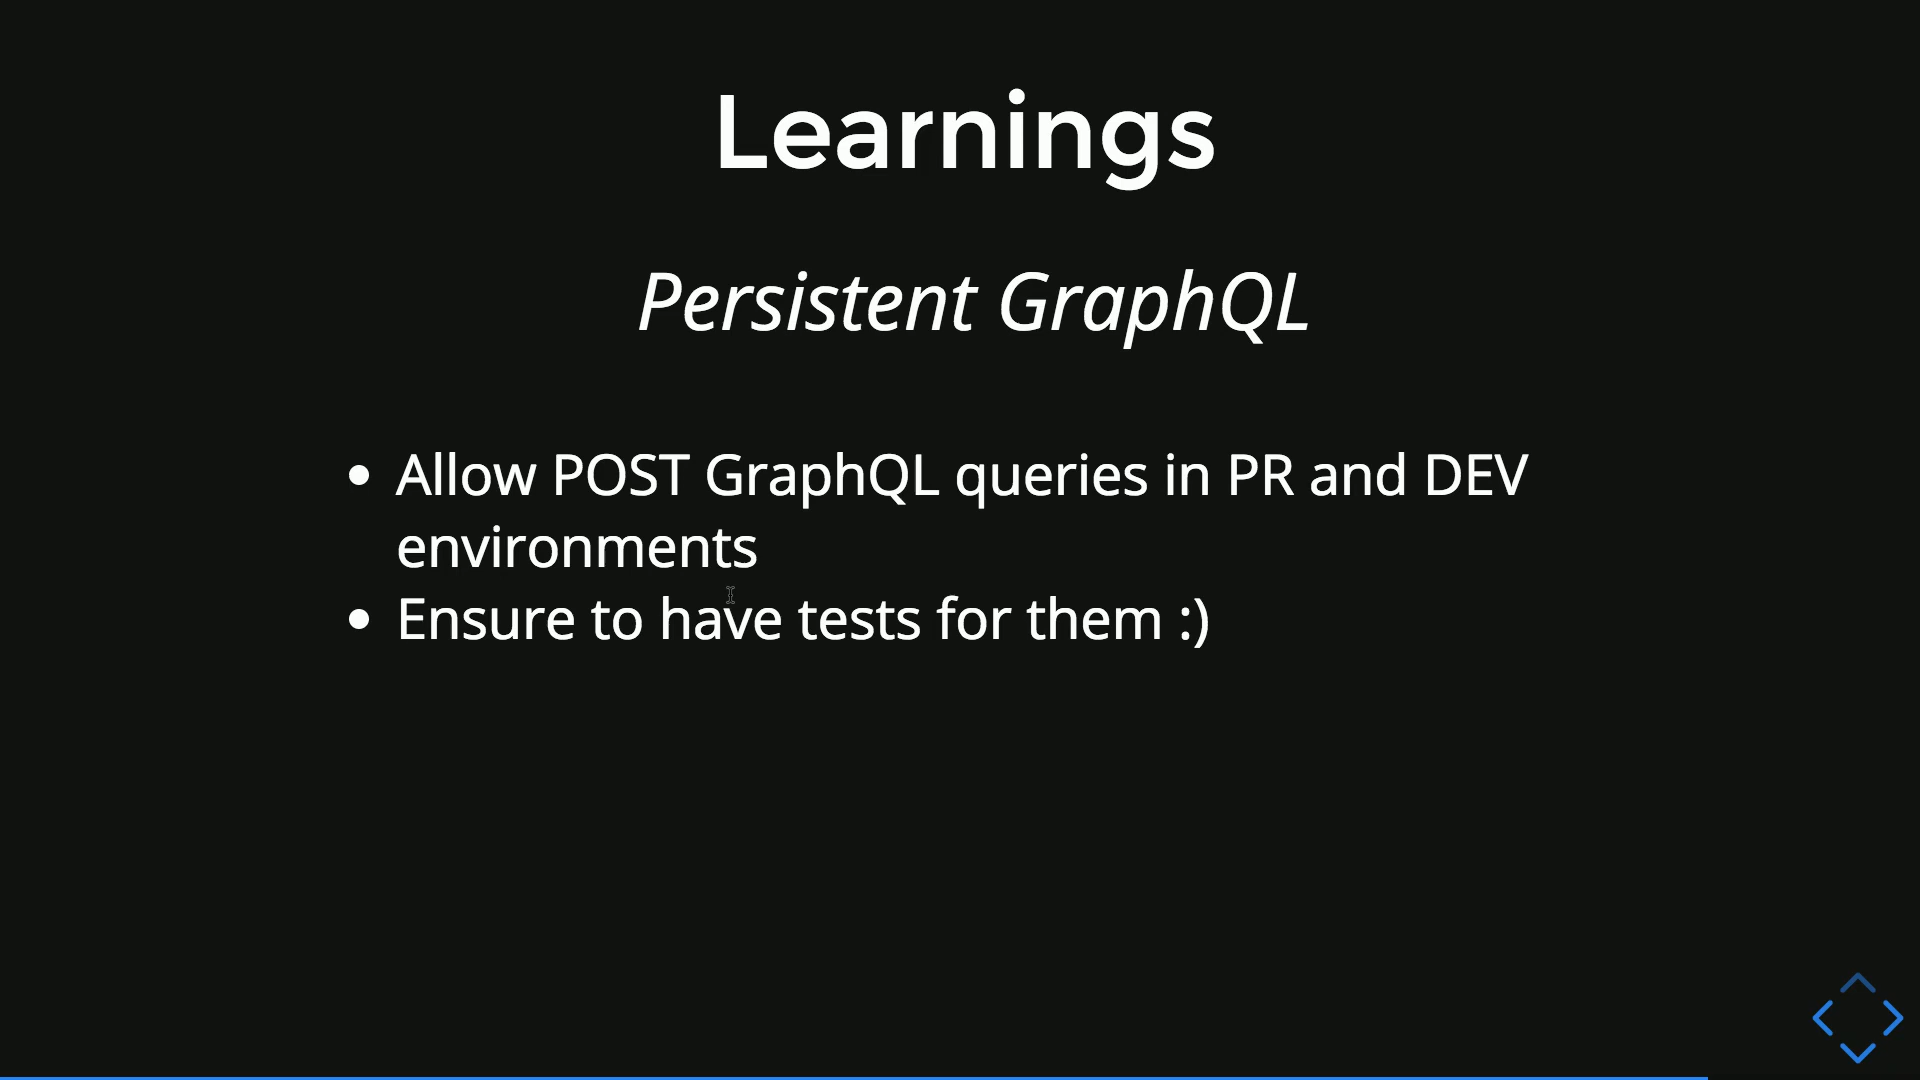 Learnings
Persistent GraphQL
• Allow POST GraphQL queries in PR and DEV
environments
• Ensure to have tests for them :)